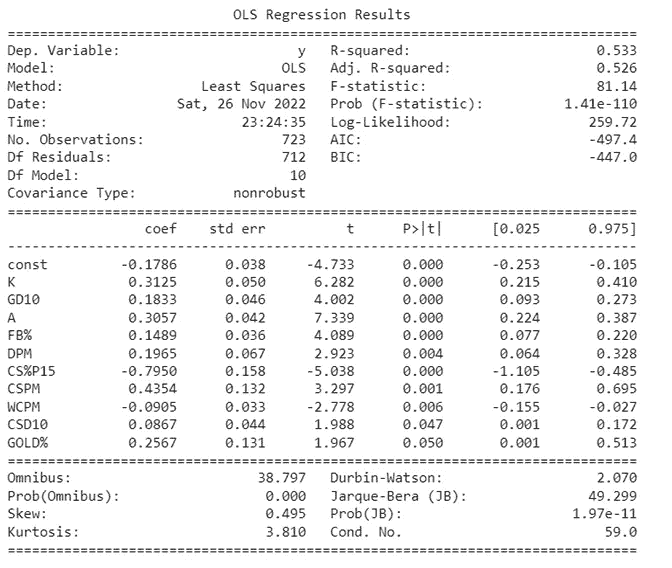 OLS Regression Results
==============================================================================
Dep. Variable: y R-squared: 0.533
Model: OLS Adj. R-squared: 0.526
Method: Least Squares F-statistic: 81.14
Date: Sat, 26 Nov 2022 Prob (F-statistic): 1.41e-110
Time: 23:24:35 Log-Likelihood: 259.72
No. Observations: 723 AIC: -497.4
Df Residuals: 712 BIC: -447.0
Df Model: 10
Covariance Type: nonrobust
==============================================================================
coef std err t P>|t| [0.025 0.975]
------------------------------------------------------------------------------
const -0.1786 0.038 -4.733 0.000 -0.253 -0.105
K 0.3125 0.050 6.282 0.000 0.215 0.410
GD10 0.1833 0.046 4.002 0.000 0.093 0.273
A 0.3057 0.042 7.339 0.000 0.224 0.387
FB% 0.1489 0.036 4.089 0.000 0.077 0.220
DPM 0.1965 0.067 2.923 0.004 0.064 0.328
CS%P15 -0.7950 0.158 -5.038 0.000 -1.105 -0.485
CSPM 0.4354 0.132 3.297 0.001 0.176 0.695
WCPM -0.0905 0.033 -2.778 0.006 -0.155 -0.027
CSD10 0.0867 0.044 1.988 0.047 0.001 0.172
GOLD% 0.2567 0.131 1.967 0.050 0.001 0.513
==============================================================================
Omnibus: 38.797 Durbin-Watson: 2.070
Prob(Omnibus): 0.000 Jarque-Bera (JB): 49.299
Skew: 0.495 Prob(JB): 1.97e-11
Kurtosis: 3.810 Cond. No. 59.0
==============================================================================